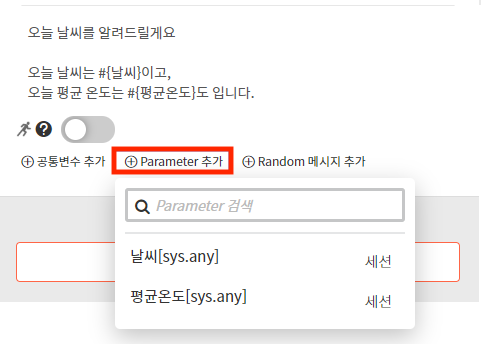 오늘 날씨를 알려드릴게요
오늘 날씨는 #{날씨}이고,
오늘 평균 온도는 #{평균온도}도 입니다.
?
공통변수 추가 Parameter 추가 Random 메시지 추가
Parameter 검색
날씨[sys.any] 세션
평균온도[sys.any] 세션